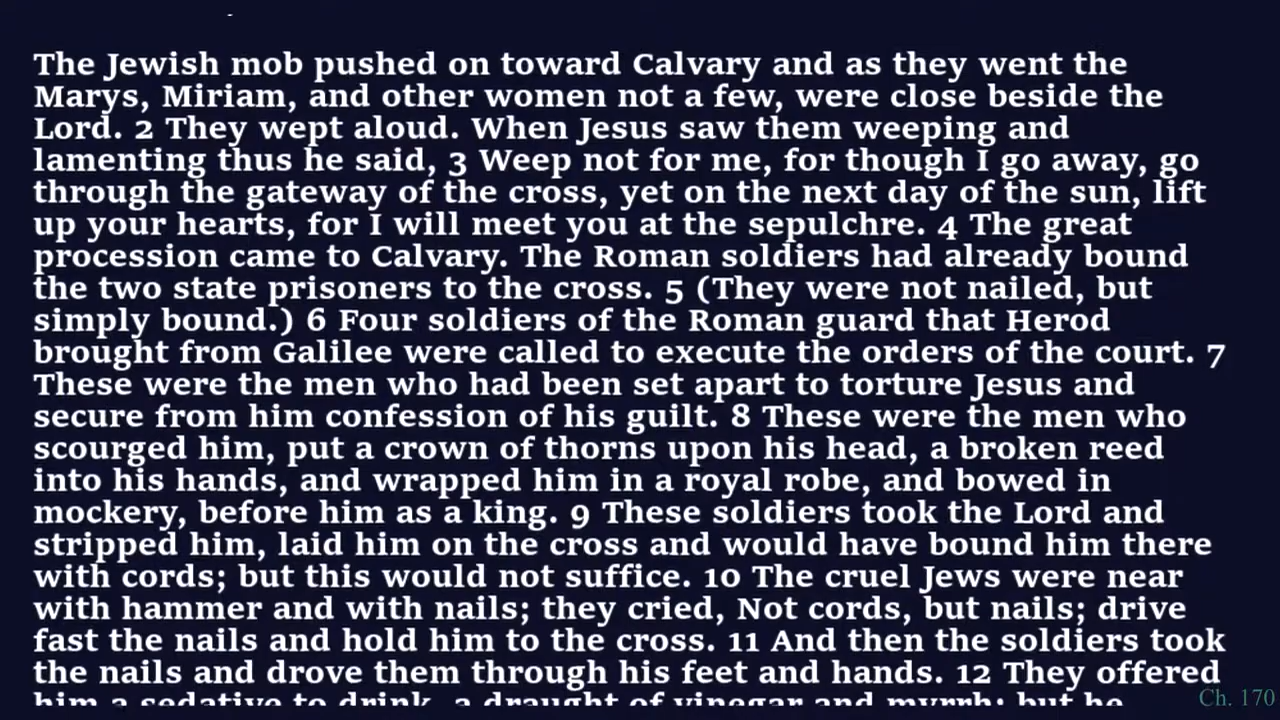 The Jewish mob pushed on toward Calvary and as they went the
Marys, Miriam, and other women not a few, were close beside the
Lord. 2 They wept aloud. When Jesus saw them weeping and
lamenting thus he said, 3 Weep not for me, for though I go away, go
through the gateway of the cross, yet on the next day of the sun, lift
up your hearts, for I will meet you at the sepulchre. 4 The great
procession came to Calvary. The Roman soldiers had already bound
the two state prisoners to the cross. 5 (They were not nailed, but
simply bound.) 6 Four soldiers of the Roman guard that Herod
brought from Galilee were called to execute the orders of the court. 7
These were the men who had been set apart to torture Jesus and
secure from him confession of his guilt. 8 These were the men who
scourged him, put a crown of thorns upon his head, a broken reed
into his hands, and wrapped him in a royal robe, and bowed in
mockery, before him as a king. 9 These soldiers took the Lord and
stripped him, laid him on the cross and would have bound him there
with cords; but this would not suffice. 10 The cruel Jews were near
with hammer and with nails; they cried, Not cords, but nails; drive
fast the nails and hold him to the cross. 11 And then the soldiers took
the nails and drove them through his feet and hands. 12 They offered
him a sedative to drink, a draught of vinegar and myrrh; but he
Ch. 170